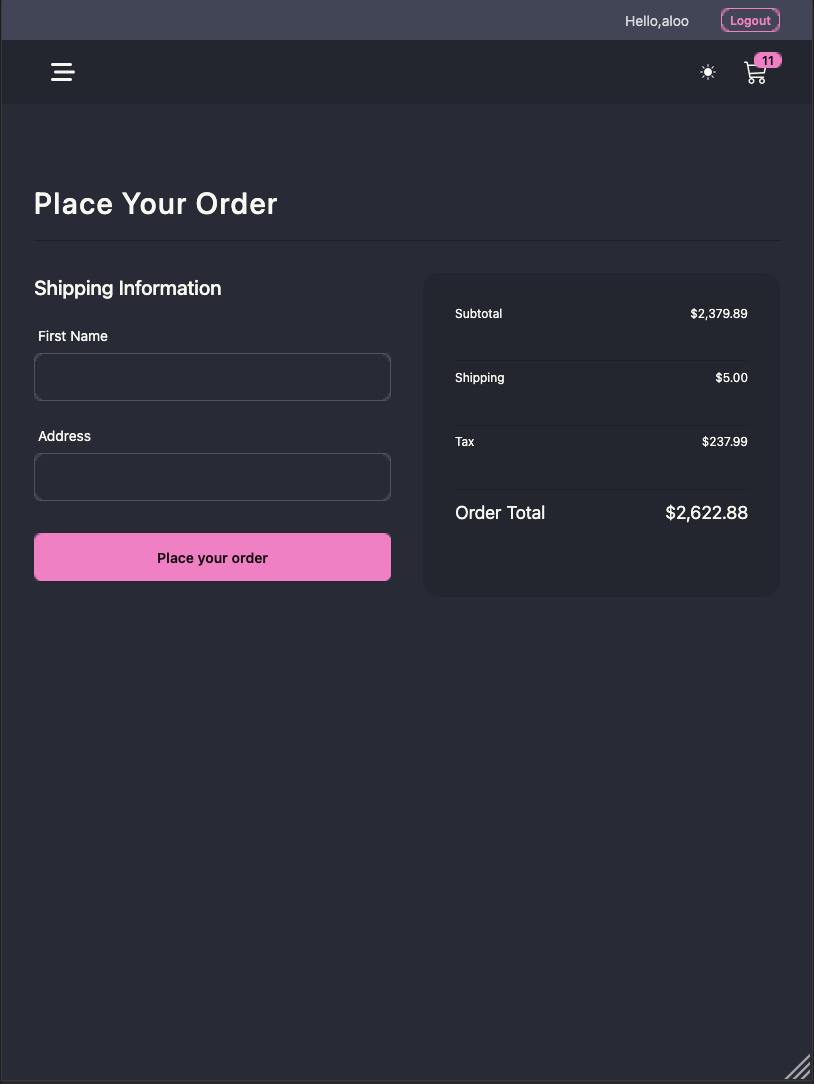 Hello,aloo Logout
11
Place Your Order
Shipping Information
First Name
Address
Place your order
Subtotal $2,379.89
Shipping $5.00
Tax $237.99
Order Total $2,622.88